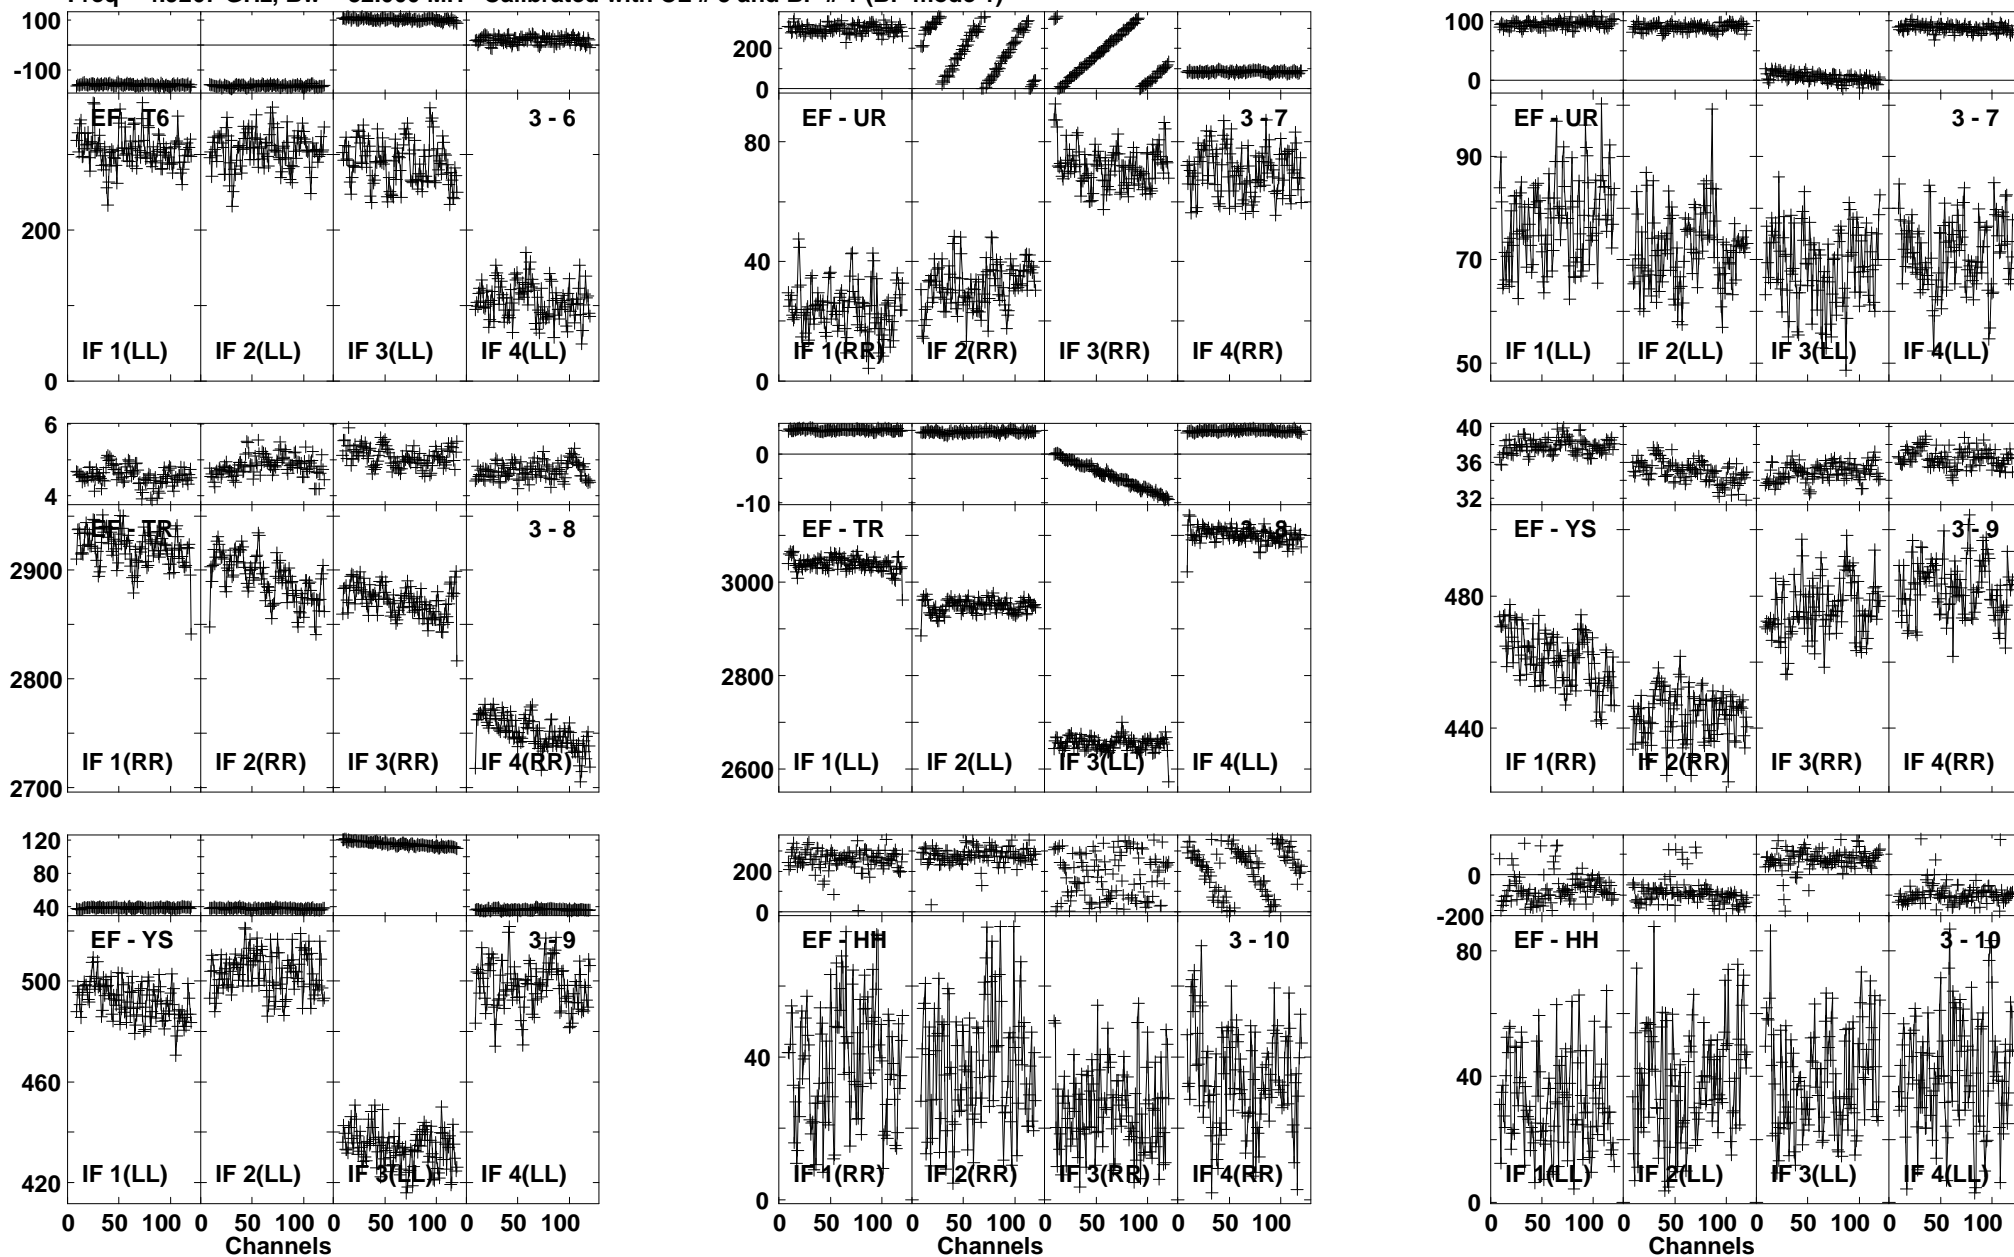 100 200 100
-100 0 0
EF - T6 3 - 6 EF - UR 3 - 7 EF - UR 3 - 7
80 90
200 40 70
IF 1(LL) IF 2(LL) IF 3(LL) IF 4(LL) IF 1(RR) IF 2(RR) IF 3(RR) IF 4(RR) IF 1(LL) IF 2(LL) IF 3(LL) IF 4(LL)
0 0 50
6 0 40
4 -10 36
32
EF - TR 3 - 8 EF - TR 3 - 8 EF - YS 3 - 9
2900 3000 480
2800 2800 440
IF 1(RR) IF 2(RR) IF 3(RR) IF 4(RR) IF 1(LL) IF 2(LL) IF 3(LL) IF 4(LL) IF 1(RR) IF 2(RR) IF 3(RR) IF 4(RR)
2700 2600
120 200 0
80 0 -200
40
EF - YS 3 - 9 EF - HH 3 - 10 EF - HH 3 - 10
500 80
460 40 40
IF 1(LL) IF 2(LL) IF 3(LL) IF 4(LL) IF 1(RR) IF 2(RR) IF 3(RR) IF 4(RR) IF 1(LL) IF 2(LL) IF 3(LL) IF 4(LL)
420 0 0
0 50 100 0 50 100 0 50 100 0 50 100 0 50 100 0 50 100 0 50 100 0 50 100 0 50 100 0 50 100 0 50 100 0 50 100
Channels Channels Channels